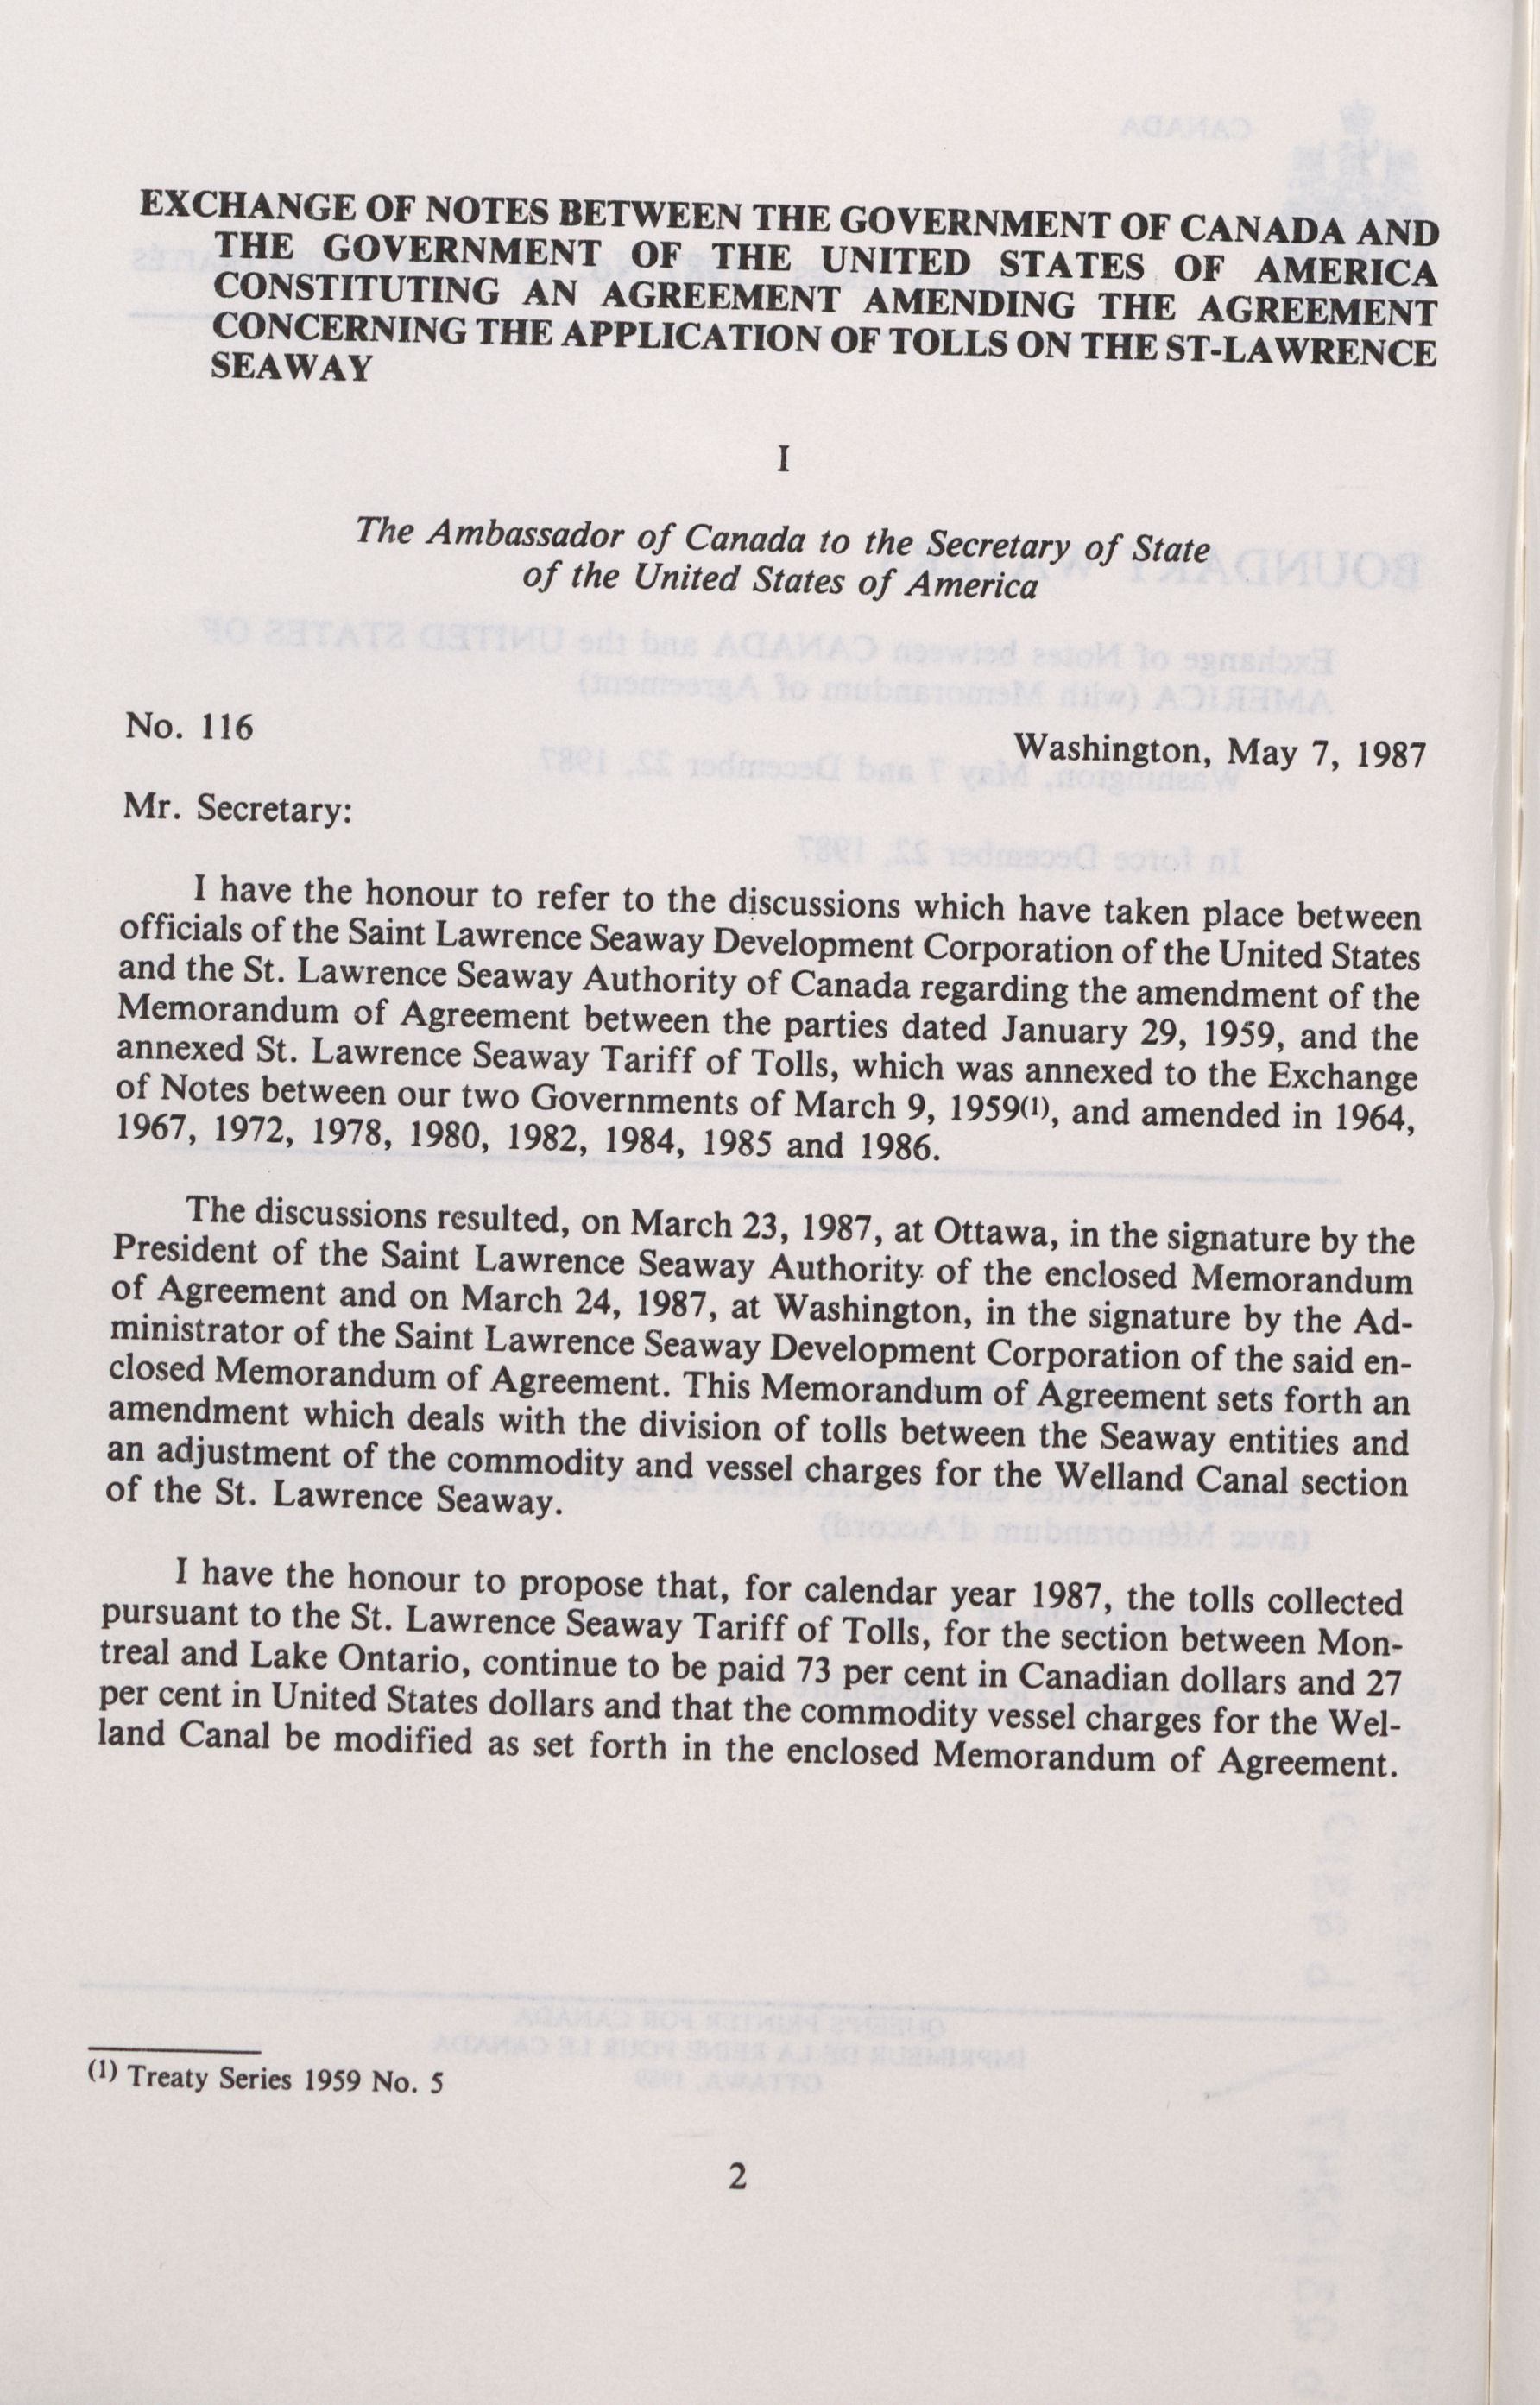 EXCHANGE OF NOTES BETWEEN THE GOVERNMENT OF CANADA AND
THE GOVERNMENT OF THE UNITED STATES OF AMERICA
CONSTITUTING AN AGREEMENT AMENDING THE AGREEMENT
CONCERNING THE APPLICATION OF TOLLS ON THE ST-LAWRENCE
SEAWAY
I
The Ambassador of Canada to the Secretary of State
of the United States of America
No. 116
Washington, May 7, 1987
Mr. Secretary:
I have the honour to refer to the discussions which have taken place between
officials of the Saint Lawrence Seaway Development Corporation of the United States
and the St. Lawrence Seaway Authority of Canada regarding the amendment of the
Memorandum of Agreement between the parties dated January 29, 1959, and the
annexed St. Lawrence Seaway Tariff of Tolls, which was annexed to the Exchange
of Notes between our two Governments of March 9, 1959(1), and amended in 1964,
1967, 1972, 1978, 1980, 1982, 1984, 1985 and 1986.
The discussions resulted, on March 23, 1987, at Ottawa, in the signature by the
President of the Saint Lawrence Seaway Authority of the enclosed Memorandum
of Agreement and on March 24, 1987, at Washington, in the signature by the Ad-
ministrator of the Saint Lawrence Seaway Development Corporation of the said en-
closed Memorandum of Agreement. This Memorandum of Agreement sets forth an
amendment which deals with the division of tolls between the Seaway entities and
an adjustment of the commodity and vessel charges for the Welland Canal section
of the St. Lawrence Seaway.
I have the honour to propose that, for calendar year 1987, the tolls collected
pursuant to the St. Lawrence Seaway Tariff of Tolls, for the section between Mon-
treal and Lake Ontario, continue to be paid 73 per cent in Canadian dollars and 27
per cent in United States dollars and that the commodity vessel charges for the Wel-
land Canal be modified as set forth in the enclosed Memorandum of Agreement.
(1) Treaty Series 1959 No. 5
2